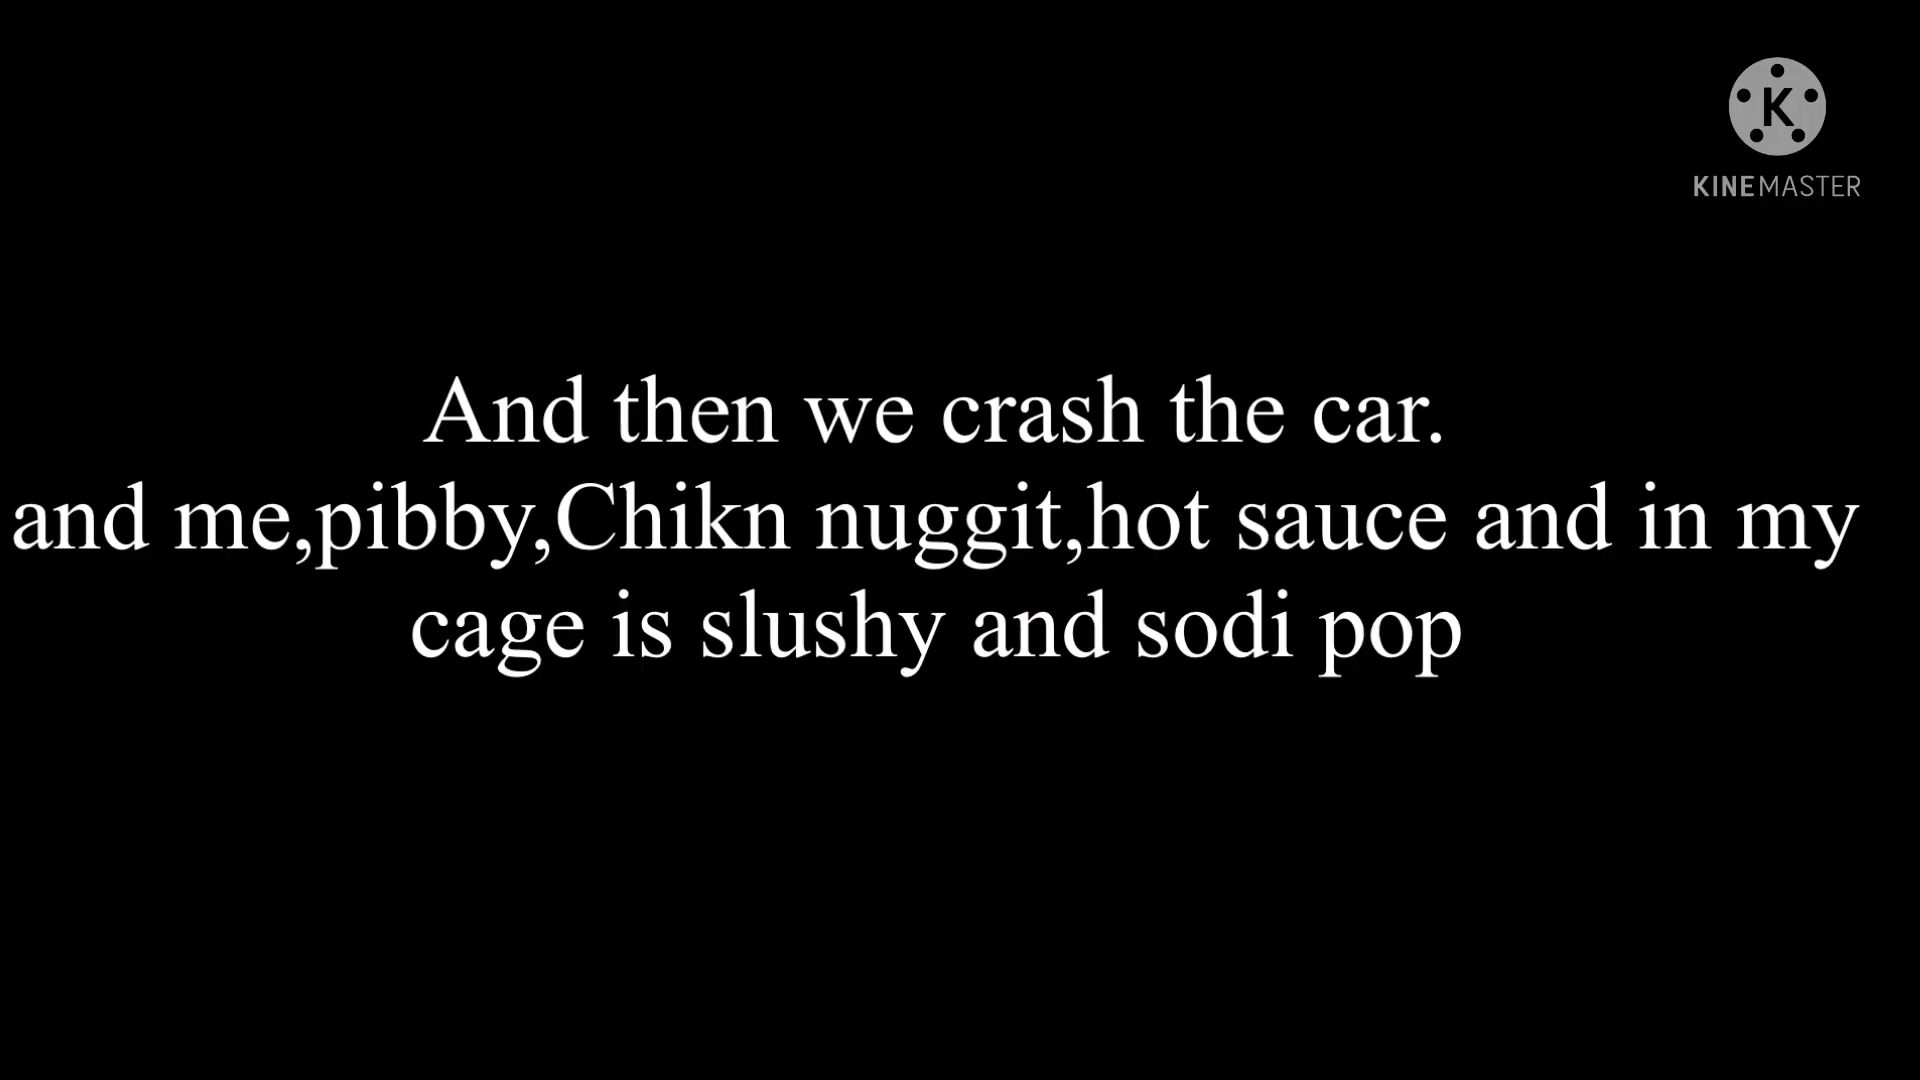 K
KINEMASTER
And then we crash the car.
and me,pibby,Chikn nuggit,hot sauce and in my
cage is slushy and sodi pop